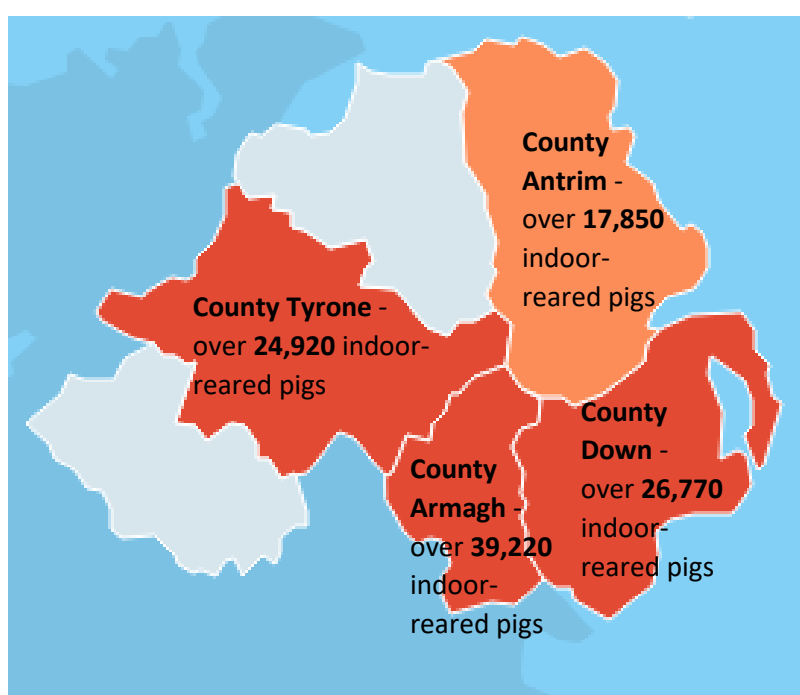 County
Antrim -
over 17,850
indoor-
reared pigs
County Tyrone -
over 24,920 indoor-
reared pigs
County
Down -
over 26,770
indoor-
reared pigs
County
Armagh -
over 39,220
indoor-
reared pigs